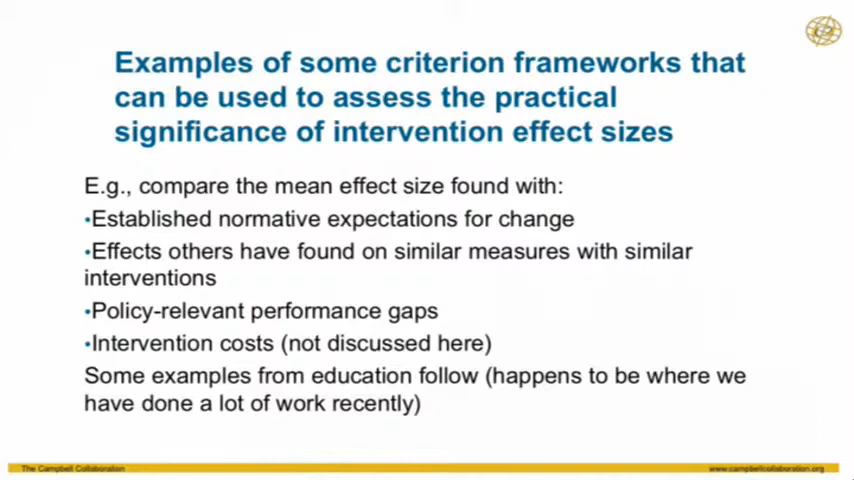 Examples of some criterion frameworks that
can be used to assess the practical
significance of intervention effect sizes
E.g., compare the mean effect size found with:
•Established normative expectations for change
•Effects others have found on similar measures with similar
interventions
•Policy-relevant performance gaps
•Intervention costs (not discussed here)
Some examples from education follow (happens to be where we
have done a lot of work recently)
The Campbell Collaboration
www.campbellcollaboration.org